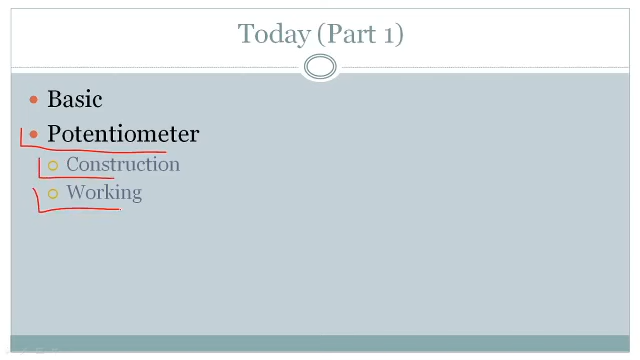 Today (Part 1)
Basic
Potentiometer
Construction
Working